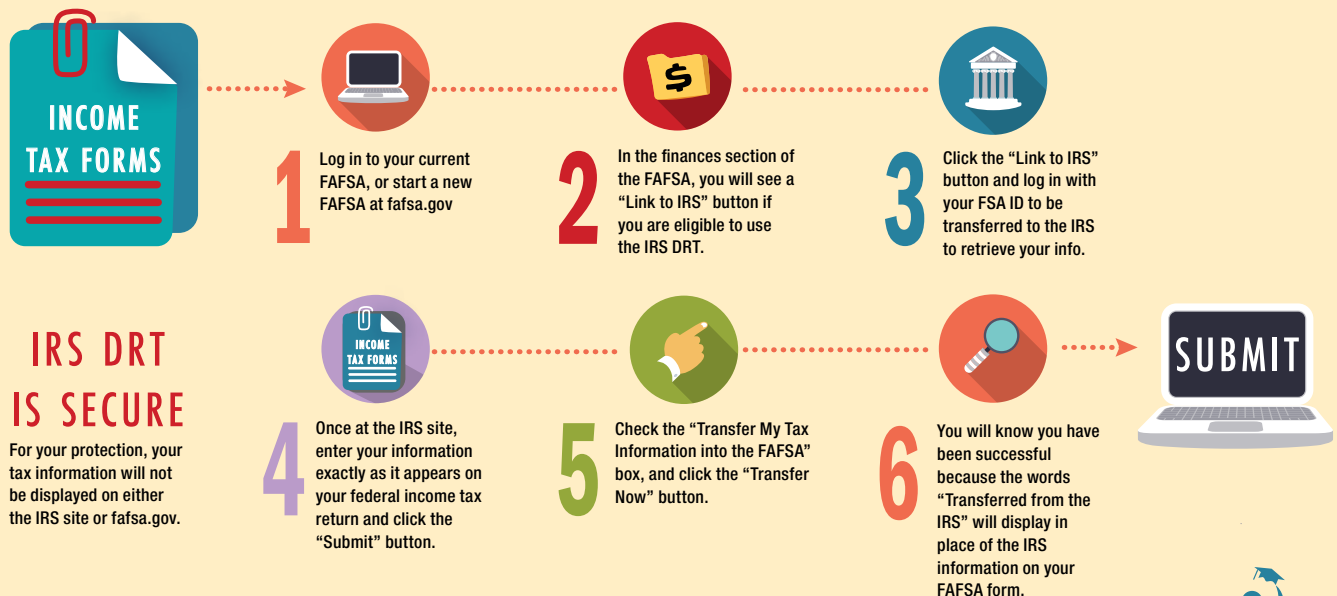 INCOME
TAX FORMS
1
Log in to your current
FAFSA, or start a new
FAFSA at fafsa.gov
$
2
In the finances section of
the FAFSA, you will see a
“Link to IRS” button if
you are eligible to use
the IRS DRT.
3
Click the “Link to IRS”
button and log in with
your FSA ID to be
transferred to the IRS
to retrieve your info.
IRS DRT
IS SECURE
For your protection, your
tax information will not
be displayed on either
the IRS site or fafsa.gov.
INCOME
TAX FORMS
4
Once at the IRS site,
enter your information
exactly as it appears on
your federal income tax
return and click the
“Submit” button.
5
Check the “Transfer My Tax
Information into the FAFSA”
box, and click the “Transfer
Now” button.
6
You will know you have
been successful
because the words
“Transferred from the
IRS” will display in
place of the IRS
information on your
FAFSA form.
SUBMIT